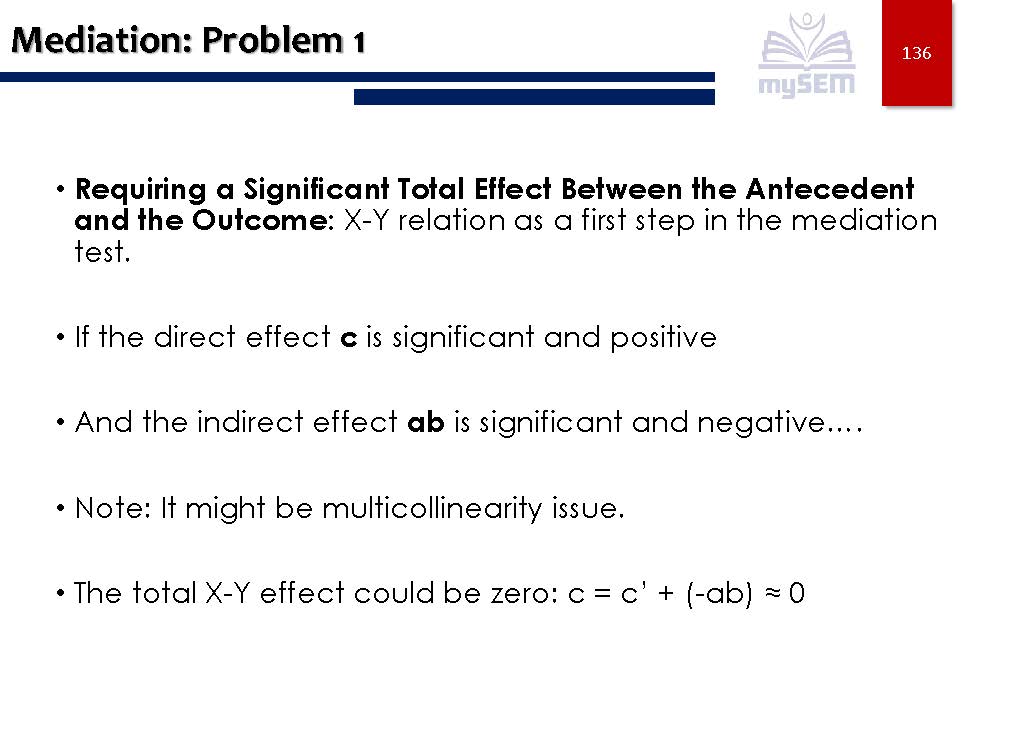 Mediation: Problem 1
mySEM
136
• Requiring a Significant Total Effect Between the Antecedent
and the Outcome: X-Y relation as a first step in the mediation
test.
• If the direct effect c is significant and positive
• And the indirect effect ab is significant and negative….
• Note: It might be multicollinearity issue.
• The total X-Y effect could be zero: c = c’ + (-ab) ≈ 0